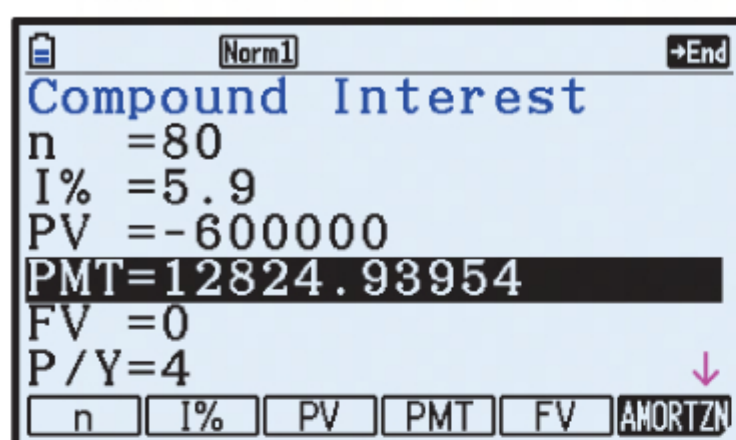 Norm1 →End
Compound Interest
n =80
I% =5.9
PV =-600000
PMT=12824.93954
FV =0
P/Y=4 ↓
n I% PV PMT FV AMORTZN